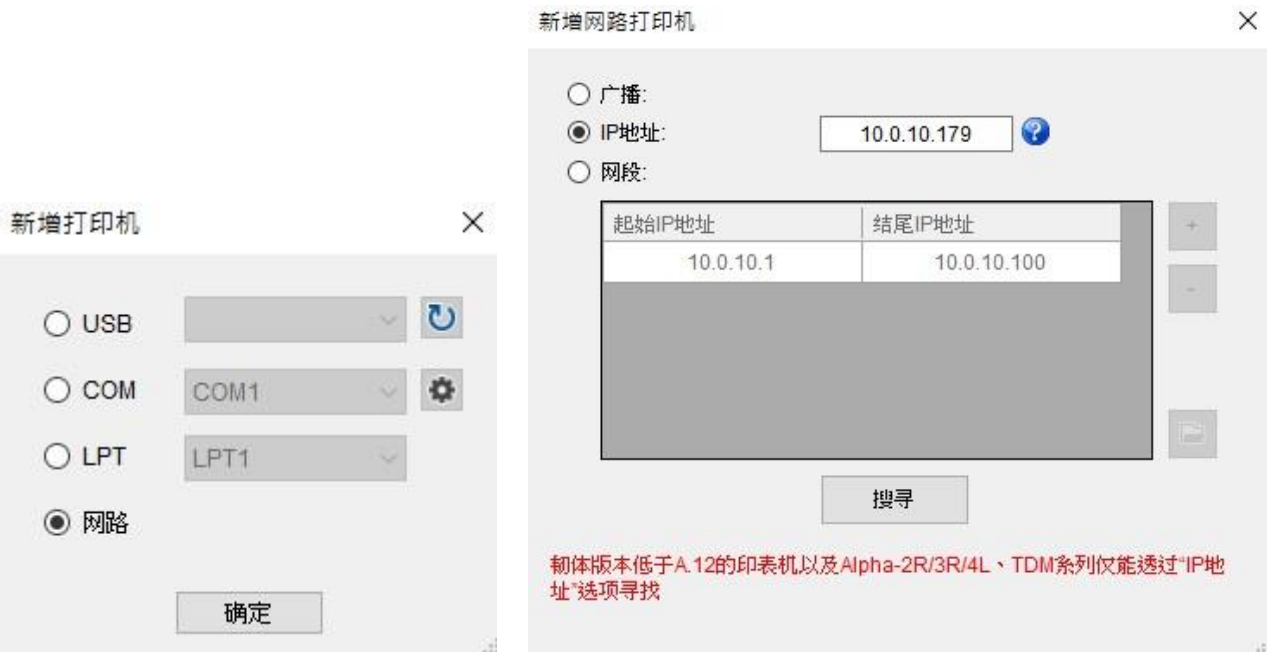 新增打印机
USB
COM
COM1
LPT
LPT1
网路
确定
新增网路打印机
广播:
IP地址:
10.0.10.179
?
网段:
起始IP地址 结尾IP地址
10.0.10.1 10.0.10.100
+
-
搜寻
韧体版本低于A.12的印表机以及Alpha-2R/3R/4L、TDM系列仅能透过“IP地
址”选项寻找